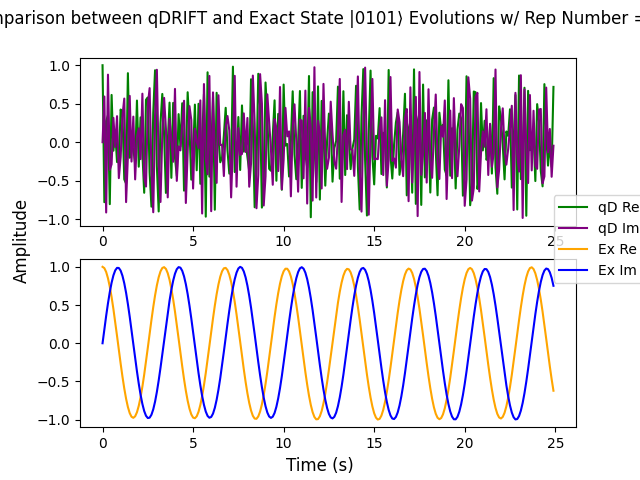 nparison between qDRIFT and Exact State |0101⟩ Evolutions w/ Rep Number =
1.0
0.5
0.0
−0.5
−1.0
0 5 10 15 20 25
qD Re
qD Im
Ex Re
Ex Im
Amplitude
1.0
0.5
0.0
−0.5
−1.0
0 5 10 15 20 25
Time (s)